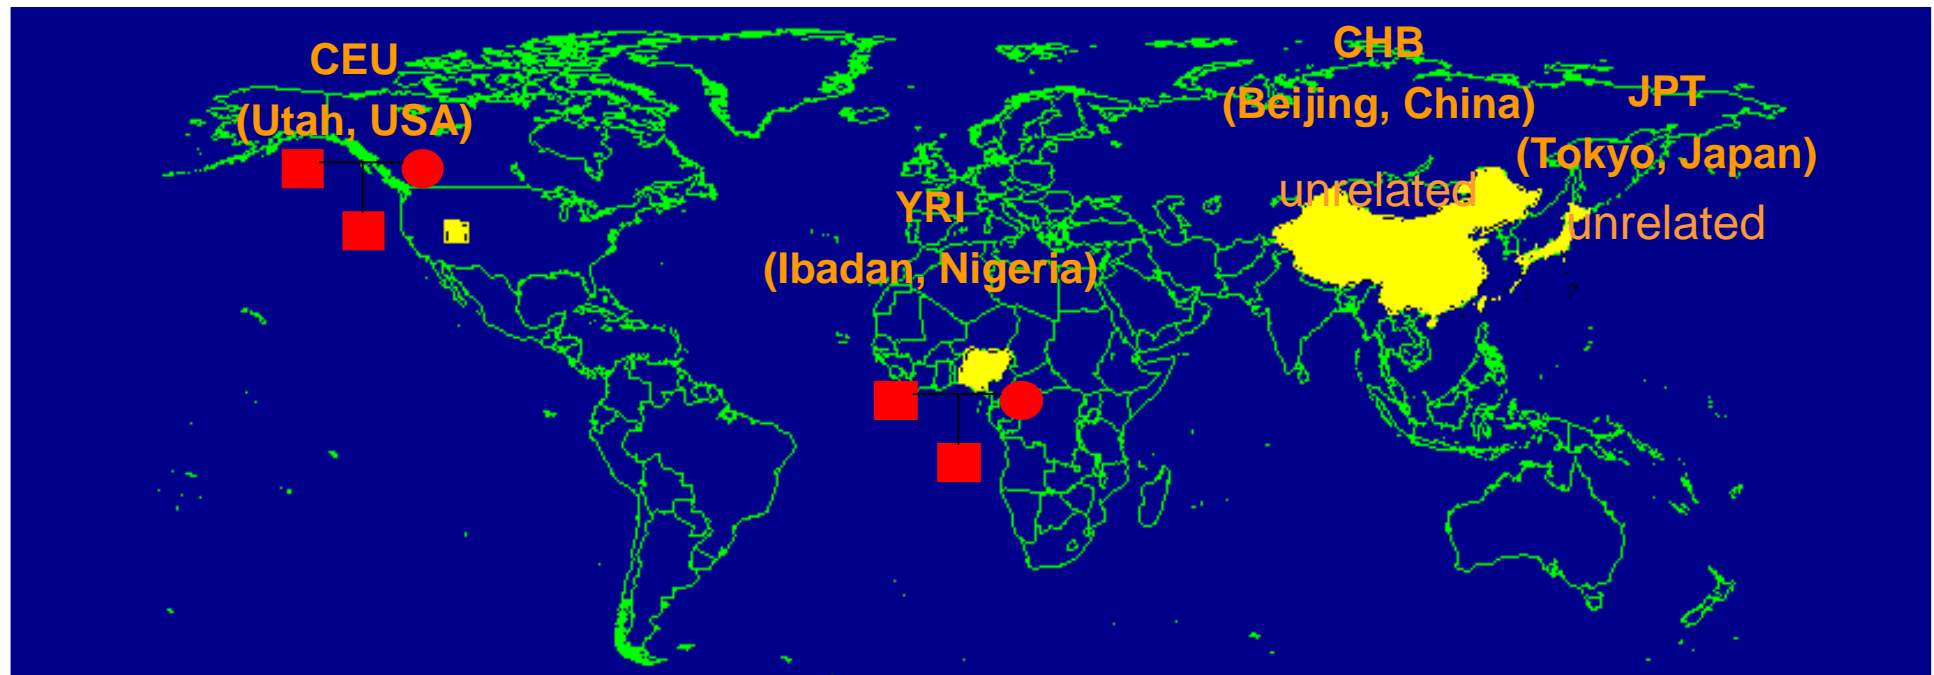 CEU
(Utah, USA)
YRI
(Ibadan, Nigeria)
CHB
(Beijing, China)
unrelated
JPT
(Tokyo, Japan)
unrelated